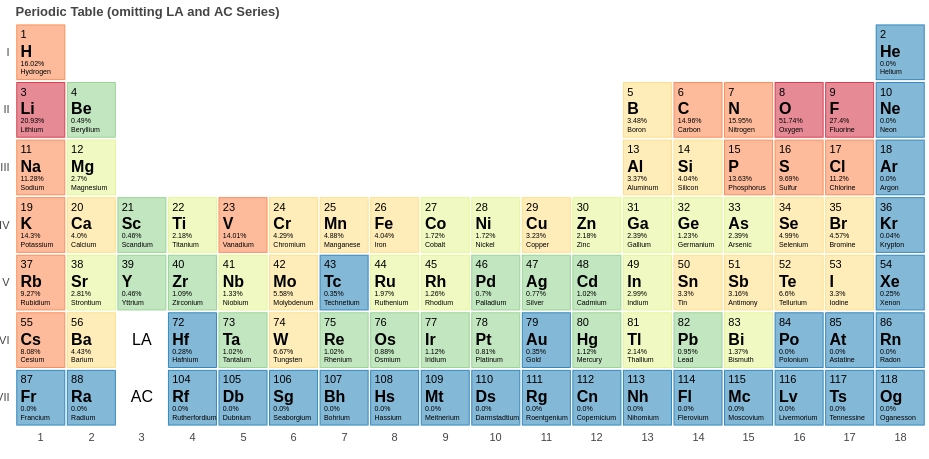 Periodic Table (omitting LA and AC Series)
1 2
I H He
16.02% 0.0%
Hydrogen Helium
3 4 5 6 7 8 9 10
II Li Be B C N O F Ne
20.93% 0.49% 3.48% 14.96% 15.95% 51.74% 27.4% 0.0%
Lithium Beryllium Boron Carbon Nitrogen Oxygen Fluorine Neon
11 12 13 14 15 16 17 18
III Na Mg Al Si P S Cl Ar
11.28% 2.7% 3.37% 4.04% 13.63% 9.69% 11.2% 0.0%
Sodium Magnesium Aluminum Silicon Phosphorus Sulfur Chlorine Argon
19 20 21 22 23 24 25 26 27 28 29 30 31 32 33 34 35 36
IV K Ca Sc Ti V Cr Mn Fe Co Ni Cu Zn Ga Ge As Se Br Kr
14.3% 4.0% 0.46% 2.18% 14.01% 4.29% 4.88% 4.04% 1.72% 1.72% 3.23% 2.18% 2.39% 1.23% 2.39% 4.99% 4.57% 0.04%
Potassium Calcium Scandium Titanium Vanadium Chromium Manganese Iron Cobalt Nickel Copper Zinc Gallium Germanium Arsenic Selenium Bromine Krypton
37 38 39 40 41 42 43 44 45 46 47 48 49 50 51 52 53 54
V Rb Sr Y Zr Nb Mo Tc Ru Rh Pd Ag Cd In Sn Sb Te I Xe
9.27% 2.81% 0.46% 1.09% 1.33% 5.58% 0.35% 1.97% 1.26% 0.7% 0.77% 1.02% 2.99% 3.3% 3.16% 6.6% 3.3% 0.25%
Rubidium Strontium Yttrium Zirconium Niobium Molybdenum Technetium Ruthenium Rhodium Palladium Silver Cadmium Indium Tin Antimony Tellurium Iodine Xenon
55 56 72 73 74 75 76 77 78 79 80 81 82 83 84 85 86
VI Cs Ba LA Hf Ta W Re Os Ir Pt Au Hg Tl Pb Bi Po At Rn
8.08% 4.43% 0.28% 1.02% 6.67% 1.02% 0.88% 1.12% 0.81% 0.35% 1.12% 2.14% 0.95% 1.37% 0.0% 0.0% 0.0%
Cesium Barium Hafnium Tantalum Tungsten Rhenium Osmium Iridium Platinum Gold Mercury Thallium Lead Bismuth Polonium Astatine Radon
87 88 104 105 106 107 108 109 110 111 112 113 114 115 116 117 118
VII Fr Ra AC Rf Db Sg Bh Hs Mt Ds Rg Cn Nh Fl Mc Lv Ts Og
0.0% 0.0% 0.0% 0.0% 0.0% 0.0% 0.0% 0.0% 0.0% 0.0% 0.0% 0.0% 0.0% 0.0% 0.0% 0.0% 0.0%
Francium Radium Rutherfordium Dubnium Seaborgium Bohrium Hassium Meitnerium Darmstadtium Roentgenium Copernicium Nihonium Flerovium Moscovium Livermorium Tennessine Oganesson
1 2 3 4 5 6 7 8 9 10 11 12 13 14 15 16 17 18